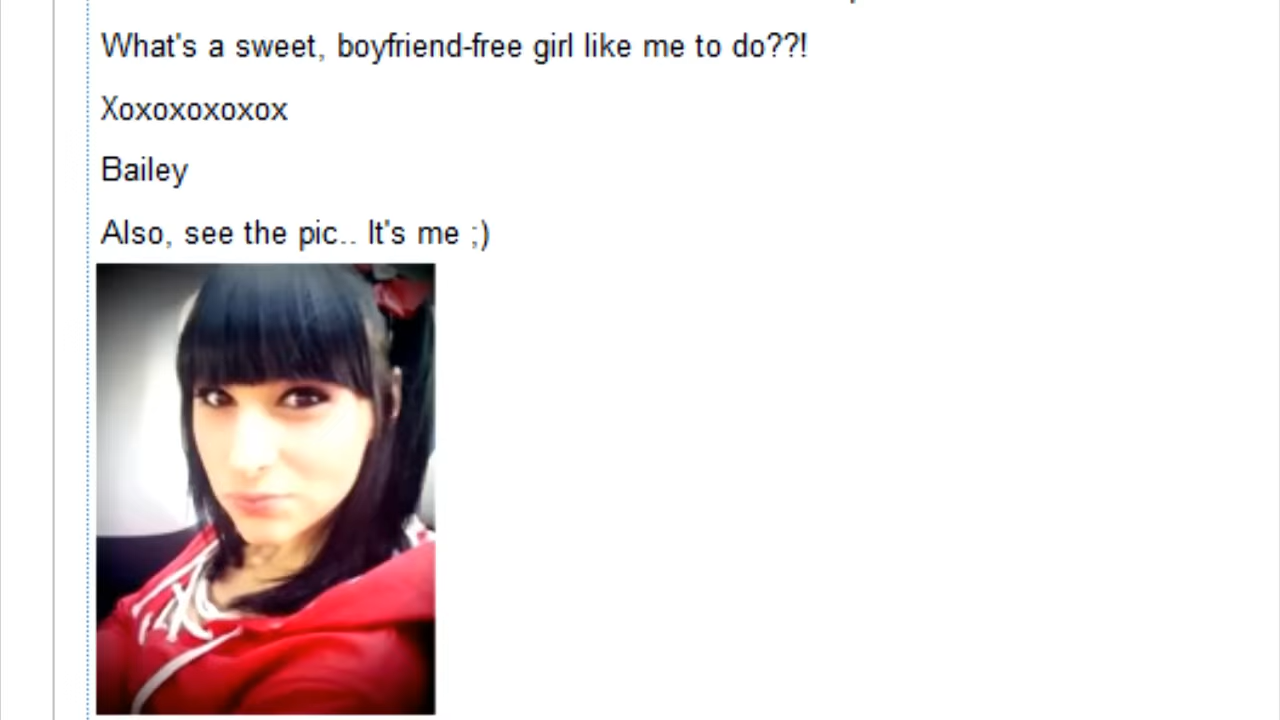 What's a sweet, boyfriend-free girl like me to do??!
Xoxoxoxoxox
Bailey
Also, see the pic.. It's me ;)